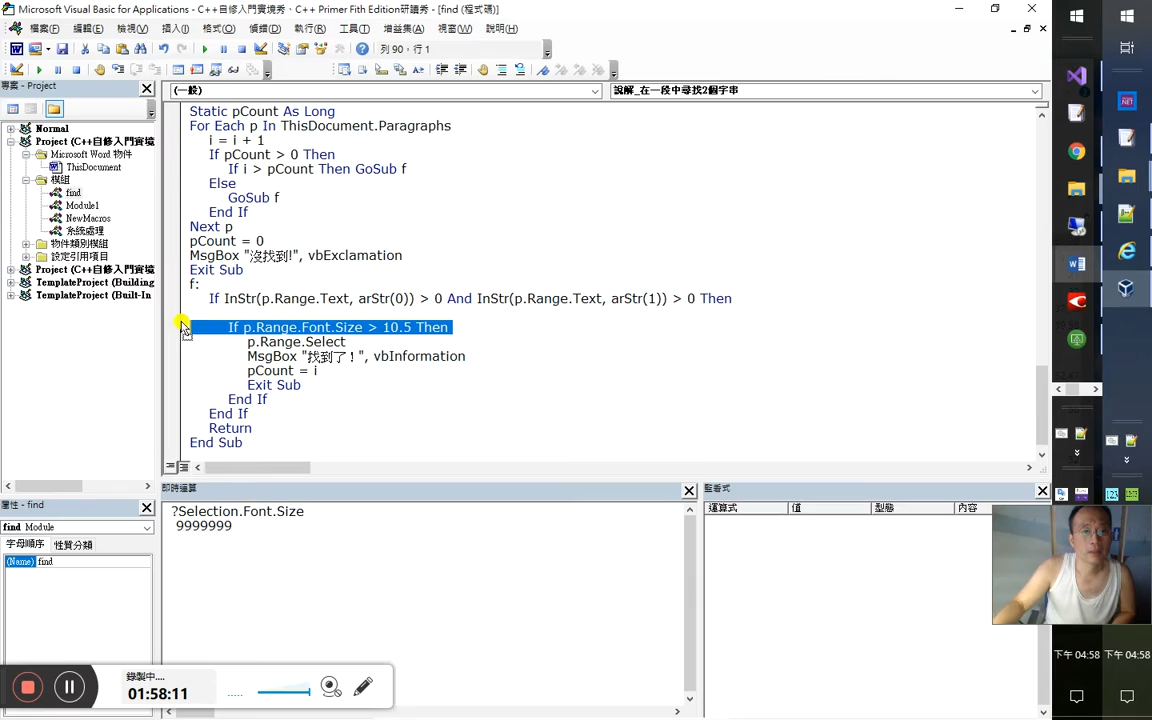 Microsoft Visual Basic for Applications - C++自修入門實境秀、C++ Primer Fith Edition研讀秀 - [find (程式碼)]
檔案(F) 編輯(E) 檢視(V) 插入(I) 格式(O) 偵錯(D) 執行(R) 工具(T) 增益集(A) 視窗(W) 說明(H)
列 90，行 1
專案 - Project
Normal
Project (C++自修入門實境
Microsoft Word 物件
ThisDocument
模組
find
Module1
NewMacros
系統處理
物件類別模組
設定引用項目
Project (C++自修入門實境
TemplateProject (Building
TemplateProject (Built-In
屬性 - find
find Module
字母順序 性質分類
(Name) find
(一般)
說解_在一段中尋找2個字串
Static pCount As Long
For Each p In ThisDocument.Paragraphs
i = i + 1
If pCount > 0 Then
If i > pCount Then GoSub f
Else
GoSub f
End If
Next p
pCount = 0
MsgBox "沒找到!", vbExclamation
Exit Sub
f:
If InStr(p.Range.Text, arStr(0)) > 0 And InStr(p.Range.Text, arStr(1)) > 0 Then
If p.Range.Font.Size > 10.5 Then
p.Range.Select
MsgBox "找到了！", vbInformation
pCount = i
Exit Sub
End If
End If
Return
End Sub
即時運算
?Selection.Font.Size
9999999
監看式
運算式 值 型態 內容
錄製中....
01:58:11
下午 04:58
下午 04:58